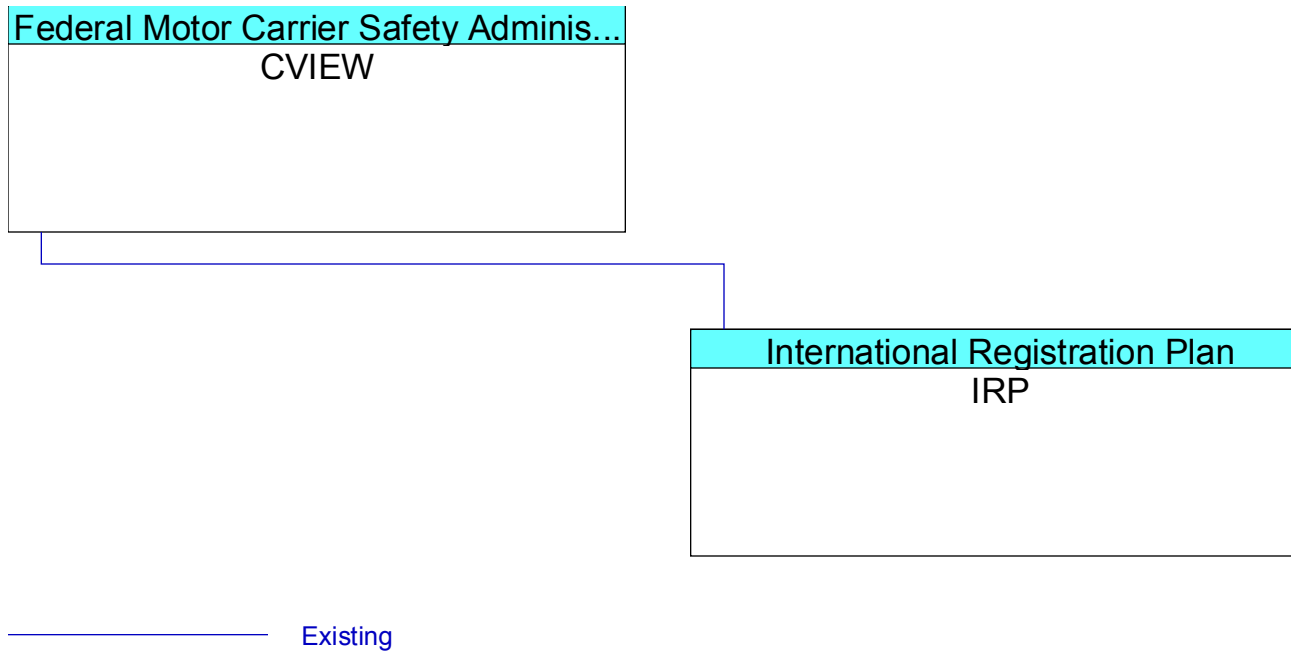 Federal Motor Carrier Safety Adminis...
CVIEW
International Registration Plan
IRP
Existing